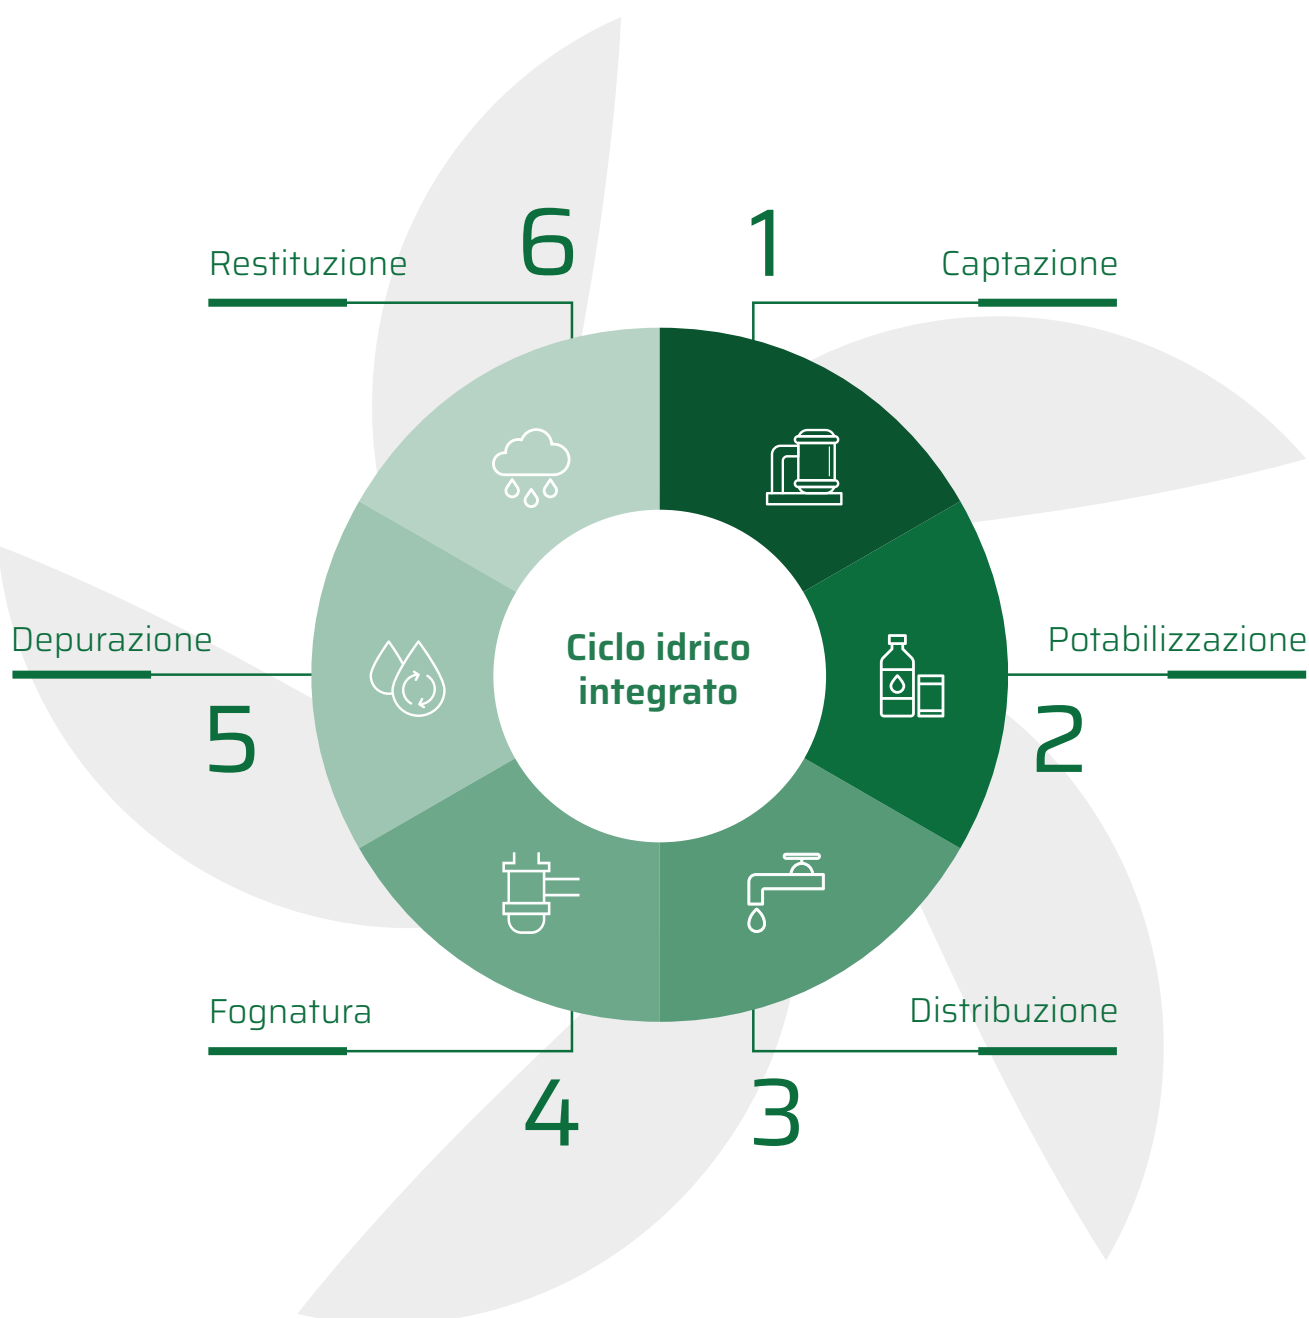 1
Captazione
Potabilizzazione
2
Distribuzione
3
Fognatura
4
Depurazione
5
Restituzione
6
Ciclo idrico
integrato